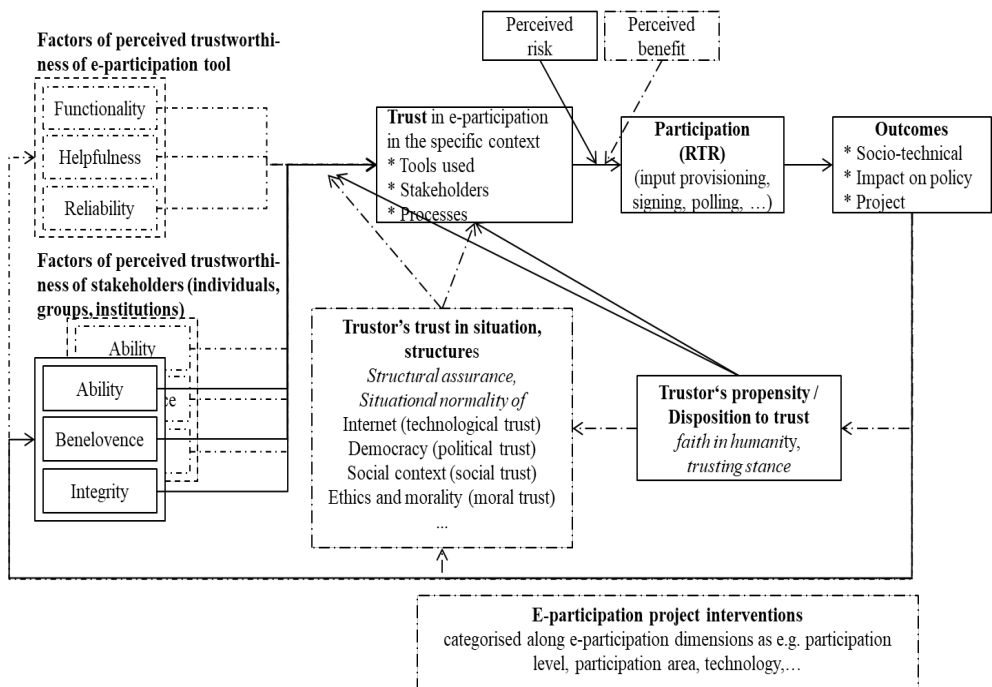 Factors of perceived trustworthi-
ness of e-participation tool
Functionality
Helpfulness
Reliability
Factors of perceived trustworthi-
ness of stakeholders (individuals,
groups, institutions)
Ability
Ability
ce
Benelovence
Integrity
Perceived
risk
Perceived
benefit
Trust in e-participation
in the specific context
* Tools used
* Stakeholders
* Processes
Participation
(RTR)
(input provisioning,
signing, polling, …)
Outcomes
* Socio-technical
* Impact on policy
* Project
Trustor’s trust in situation,
structures
Structural assurance,
Situational normality of
Internet (technological trust)
Democracy (political trust)
Social context (social trust)
Ethics and morality (moral trust)
...
Trustor‘s propensity /
Disposition to trust
faith in humanity,
trusting stance
E-participation project interventions
categorised along e-participation dimensions as e.g. participation
level, participation area, technology,…